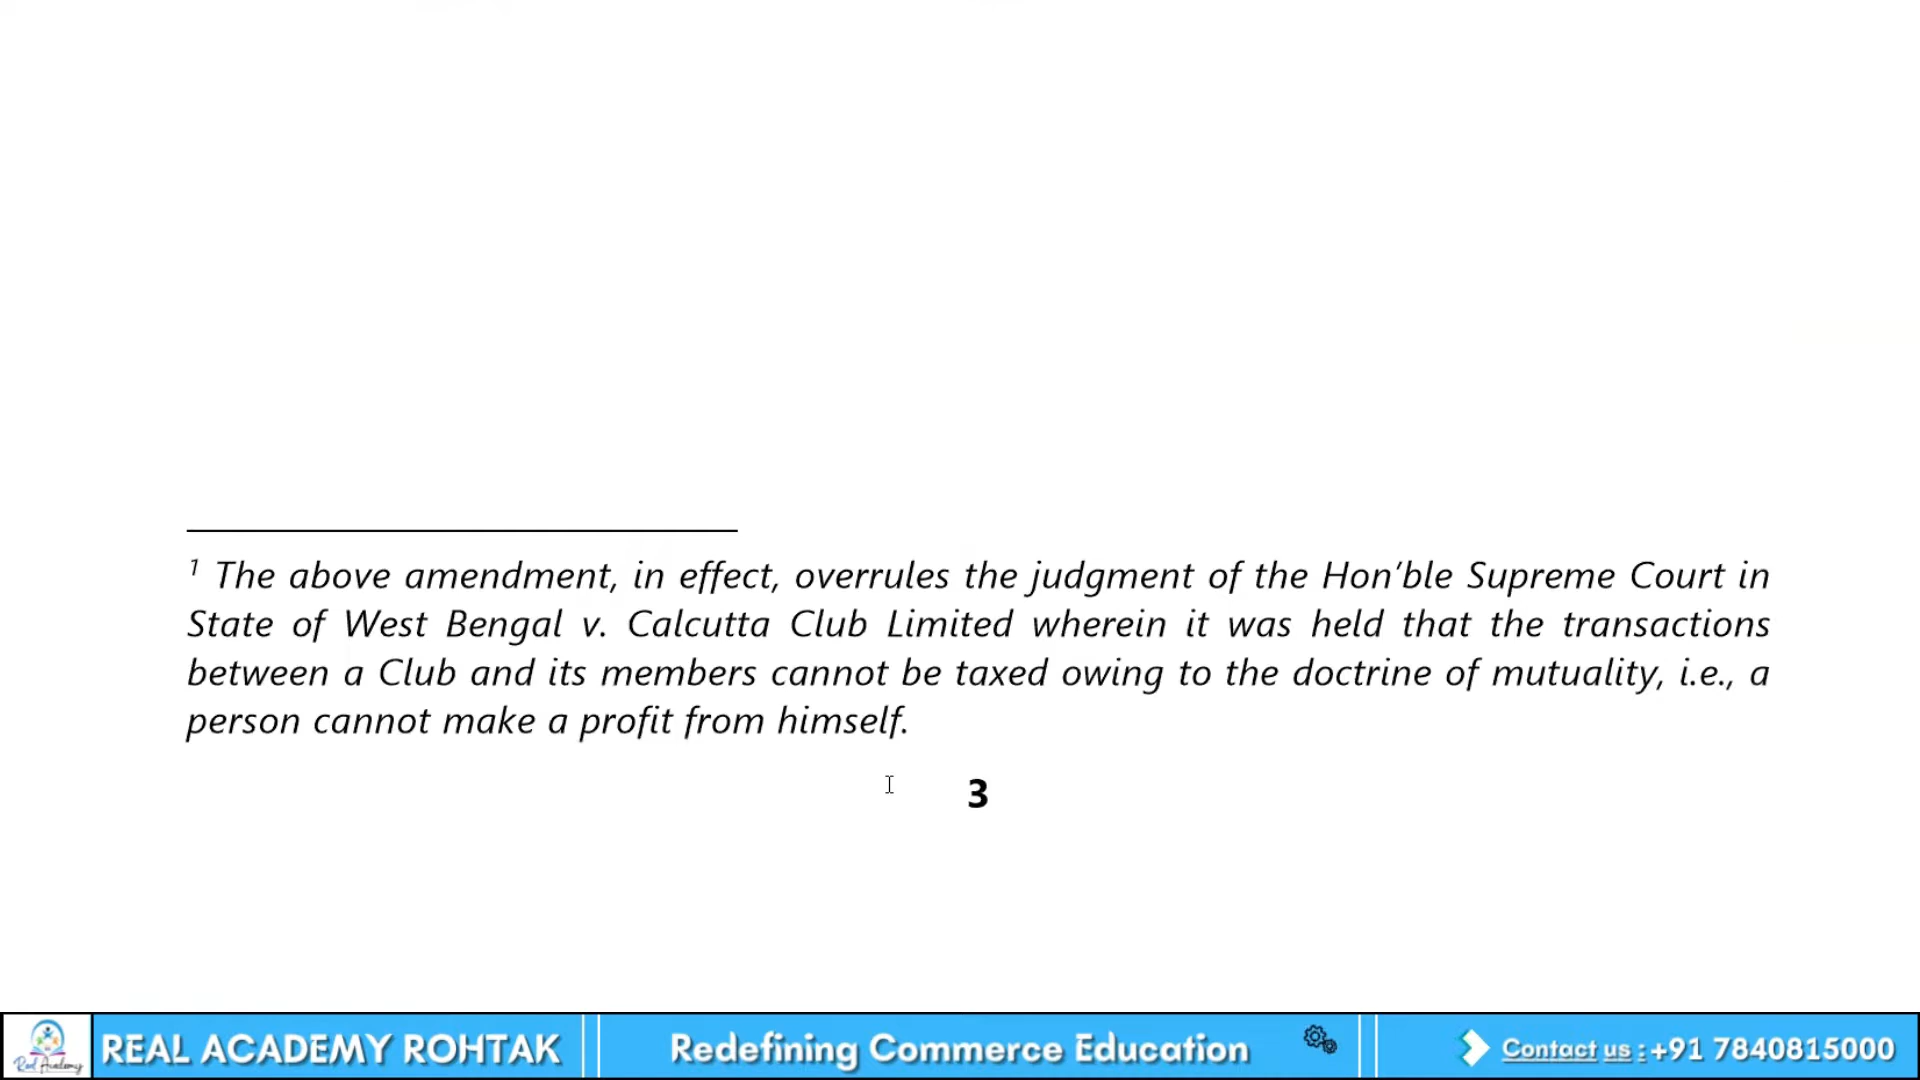 1 The above amendment, in effect, overrules the judgment of the Hon’ble Supreme Court in
State of West Bengal v. Calcutta Club Limited wherein it was held that the transactions
between a Club and its members cannot be taxed owing to the doctrine of mutuality, i.e., a
person cannot make a profit from himself.
3
Real Academy
REAL ACADEMY ROHTAK
Redefining Commerce Education
Contact us : +91 7840815000